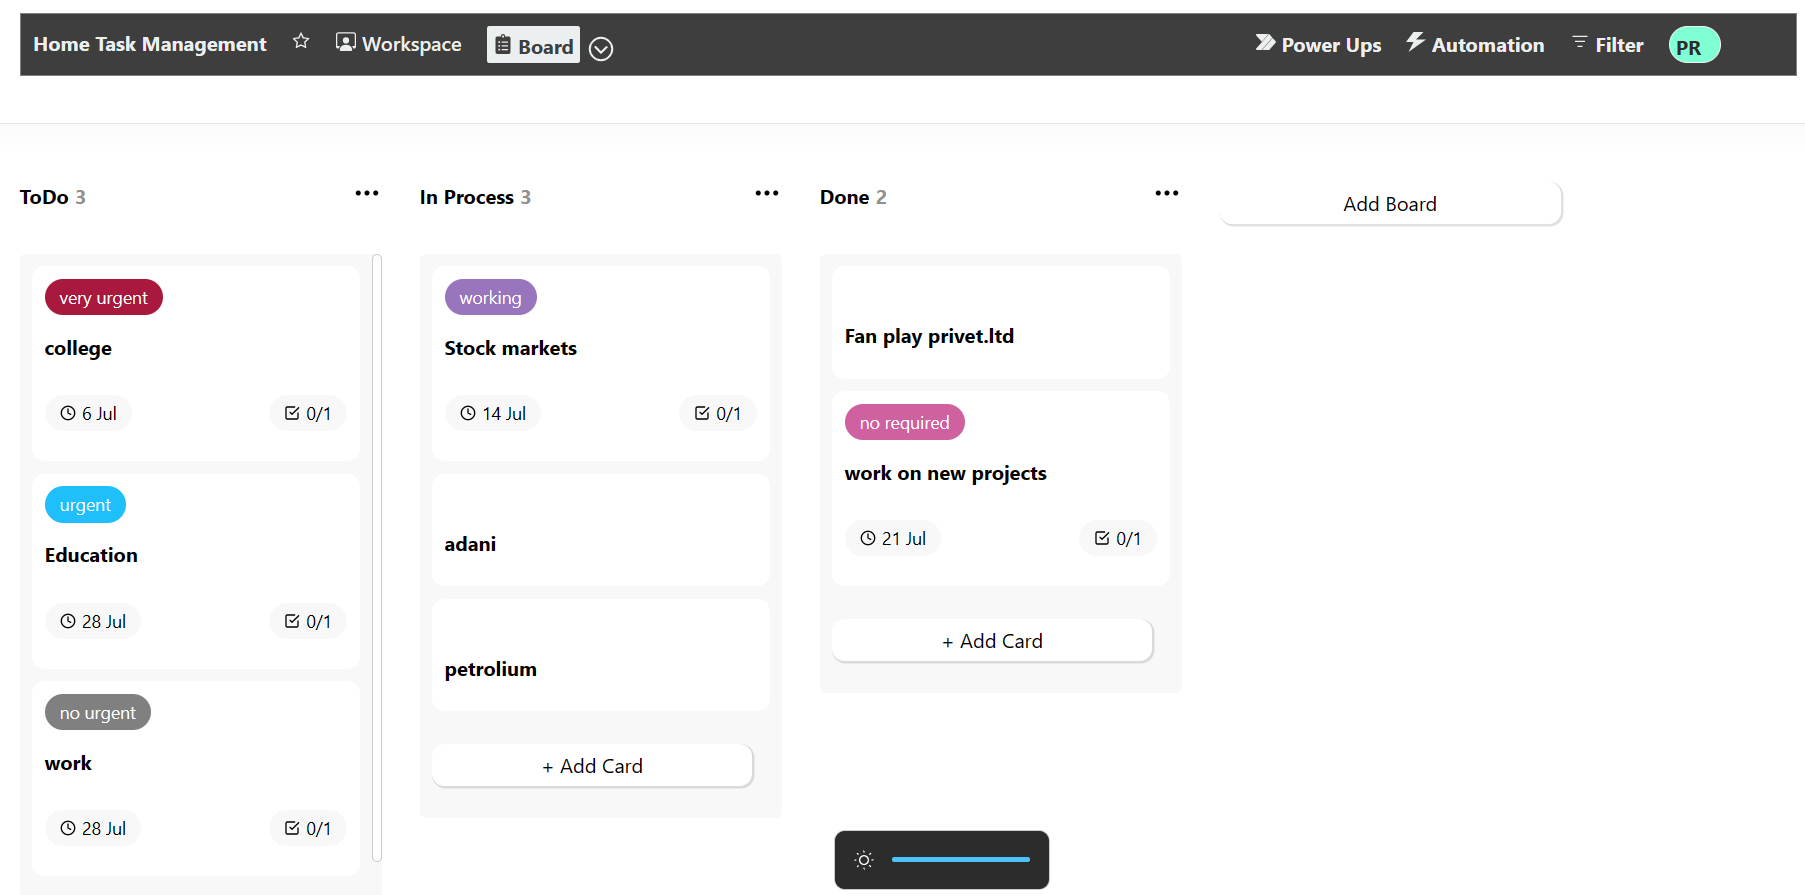 Home Task Management Workspace Board Power Ups Automation Filter PR
ToDo 3
very urgent
college
6 Jul 0/1
urgent
Education
28 Jul 0/1
no urgent
work
28 Jul 0/1
In Process 3
working
Stock markets
14 Jul 0/1
adani
petrolium
+ Add Card
Done 2
Fan play privet.ltd
no required
work on new projects
21 Jul 0/1
+ Add Card
Add Board